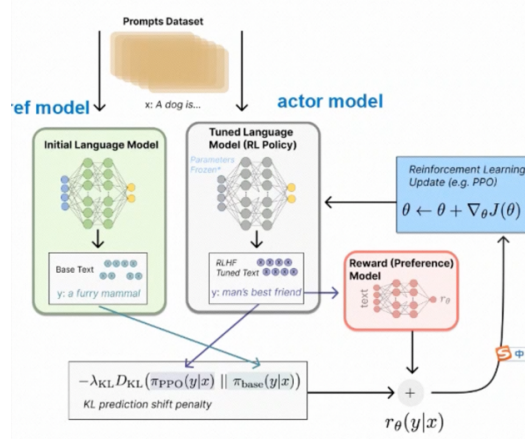 Prompts Dataset
x: A dog is...
ref model
actor model
Initial Language Model
Tuned Language
Model (RL Policy)
Parameters
Frozen*
Reinforcement Learning
Update (e.g. PPO)
θ ← θ + ∇θJ(θ)
Base Text
y: a furry mammal
RLHF
Tuned Text
y: man's best friend
Reward (Preference)
Model
text
rθ
−λKL DKL(πPPO(y|x) || πbase(y|x))
KL prediction shift penalty
+
rθ(y|x)
中